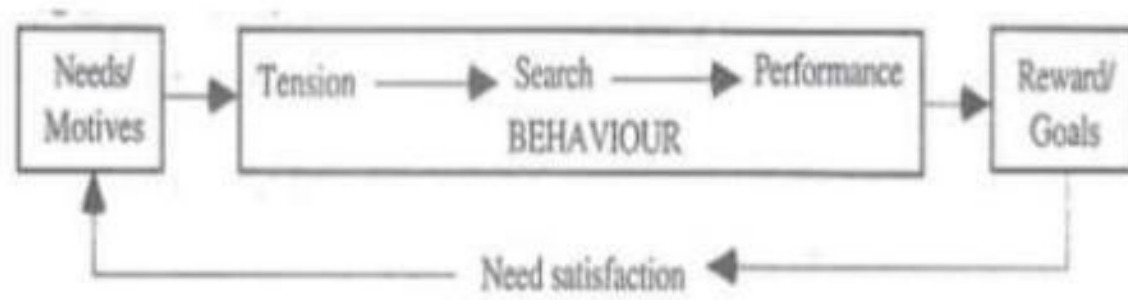 Needs/
Motives
Tension
Search
Performance
BEHAVIOUR
Reward/
Goals
Need satisfaction